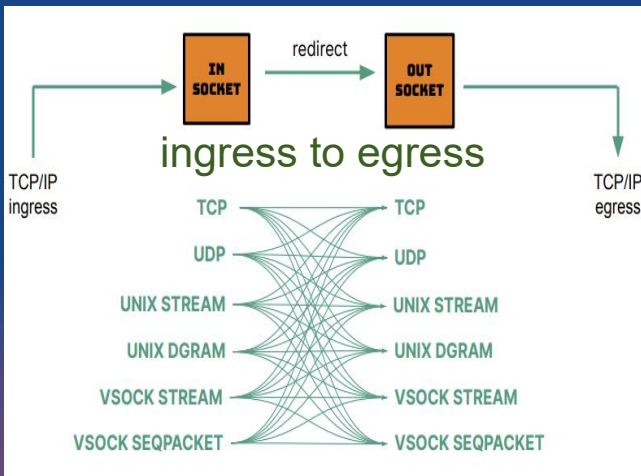 redirect
IN
SOCKET
OUT
SOCKET
ingress to egress
TCP/IP
ingress
TCP/IP
egress
TCP
TCP
UDP
UDP
UNIX STREAM
UNIX STREAM
UNIX DGRAM
UNIX DGRAM
VSOCK STREAM
VSOCK STREAM
VSOCK SEQPACKET
VSOCK SEQPACKET